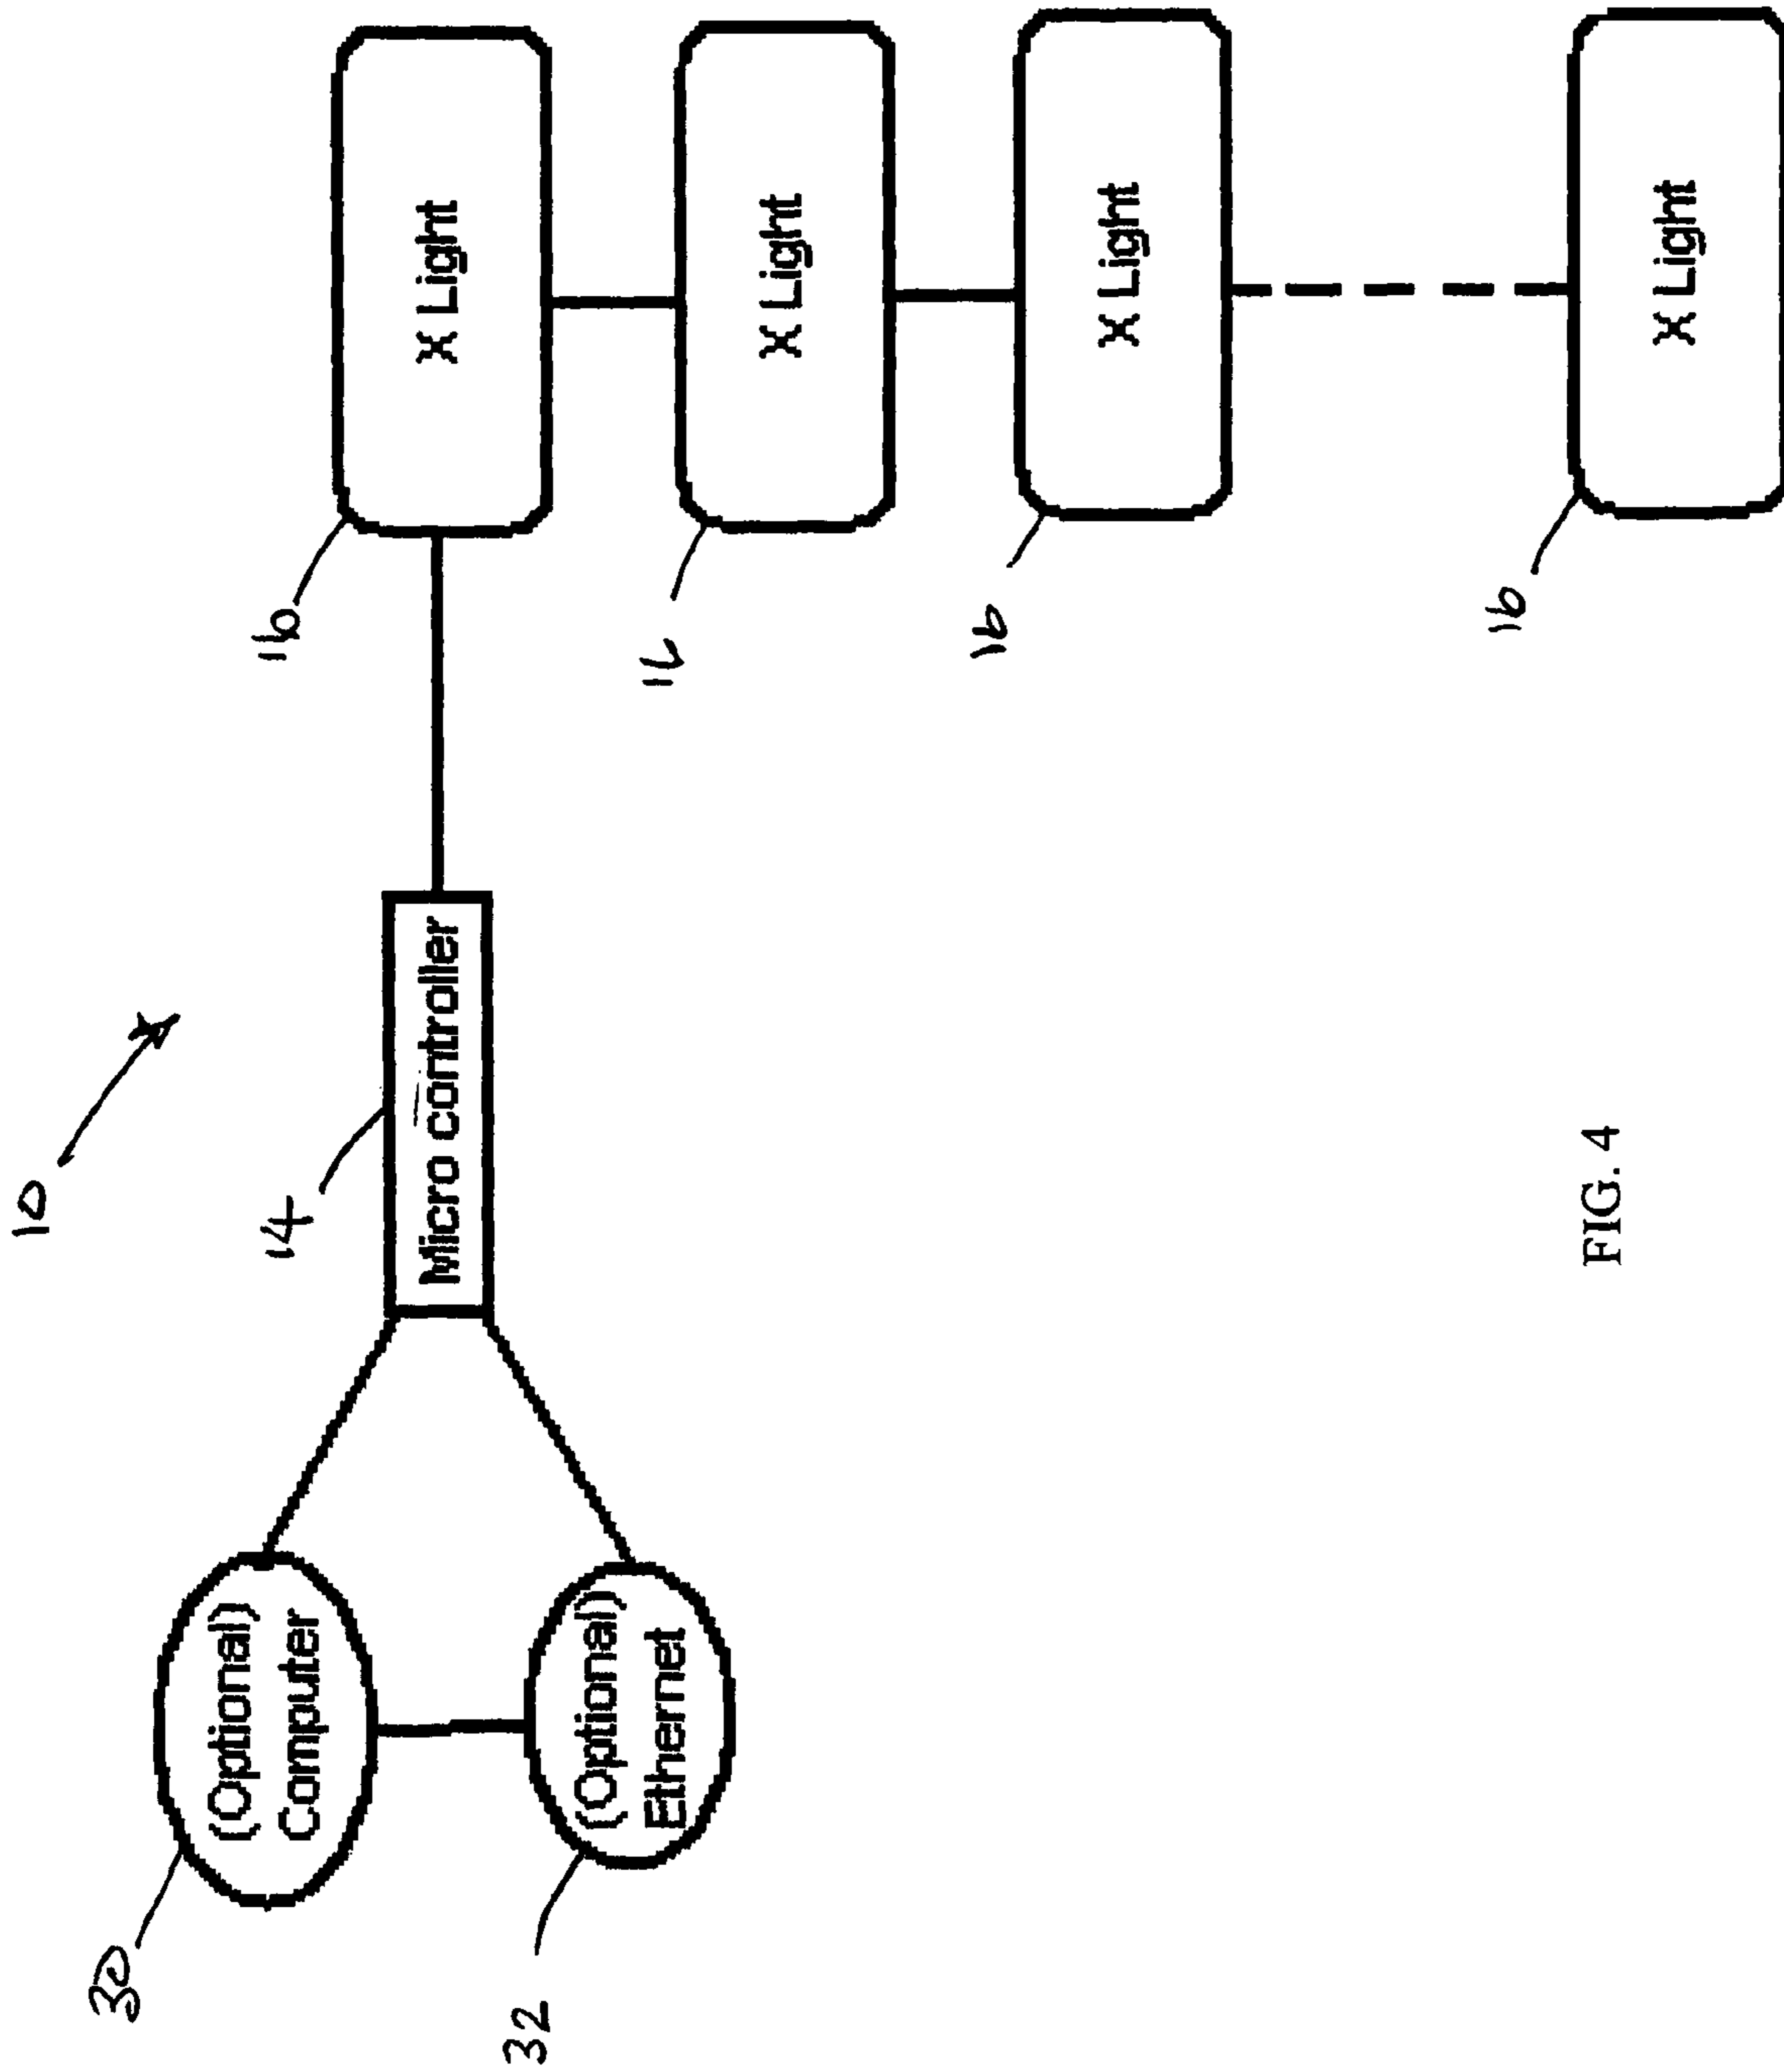 10
30
(Optional)
Computer
32
(Optional)
Ethernet
14
Micro controller
16
X Light
16
X Light
16
X Light
16
X Light
FIG. 4